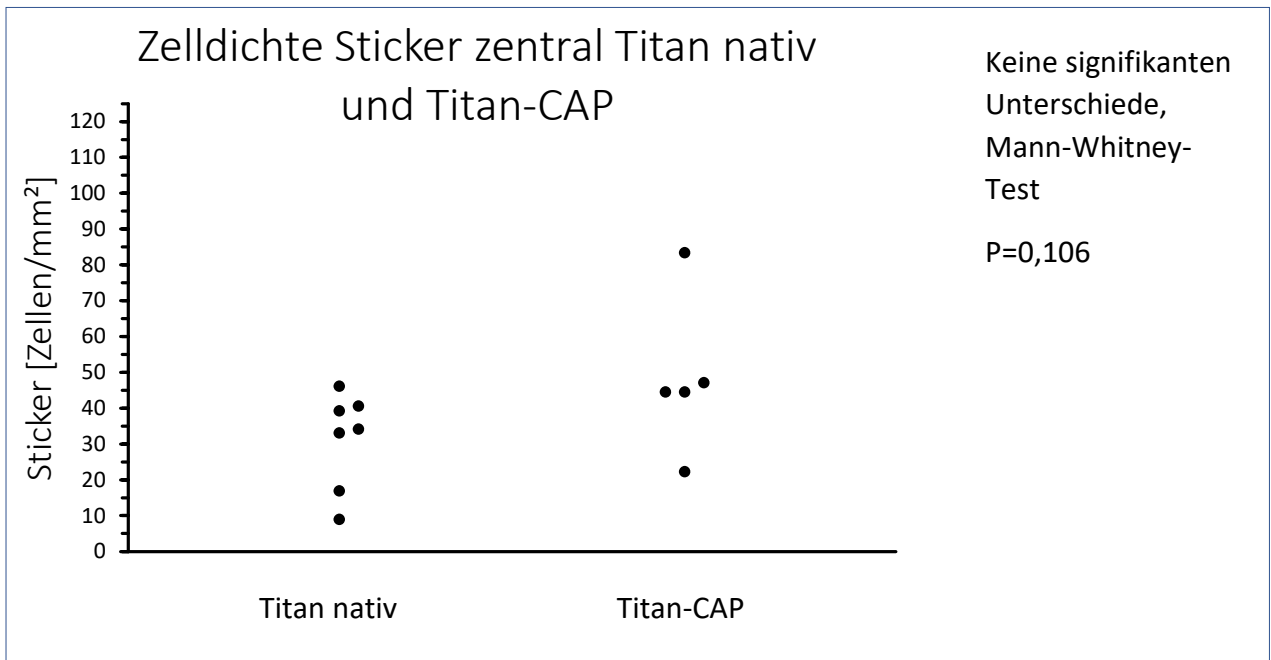 Zelldichte Sticker zentral Titan nativ
und Titan-CAP
Keine signifikanten
Unterschiede,
Mann-Whitney-
Test
P=0,106
Sticker [Zellen/mm²]
120
110
100
90
80
70
60
50
40
30
20
10
0
Titan nativ
Titan-CAP